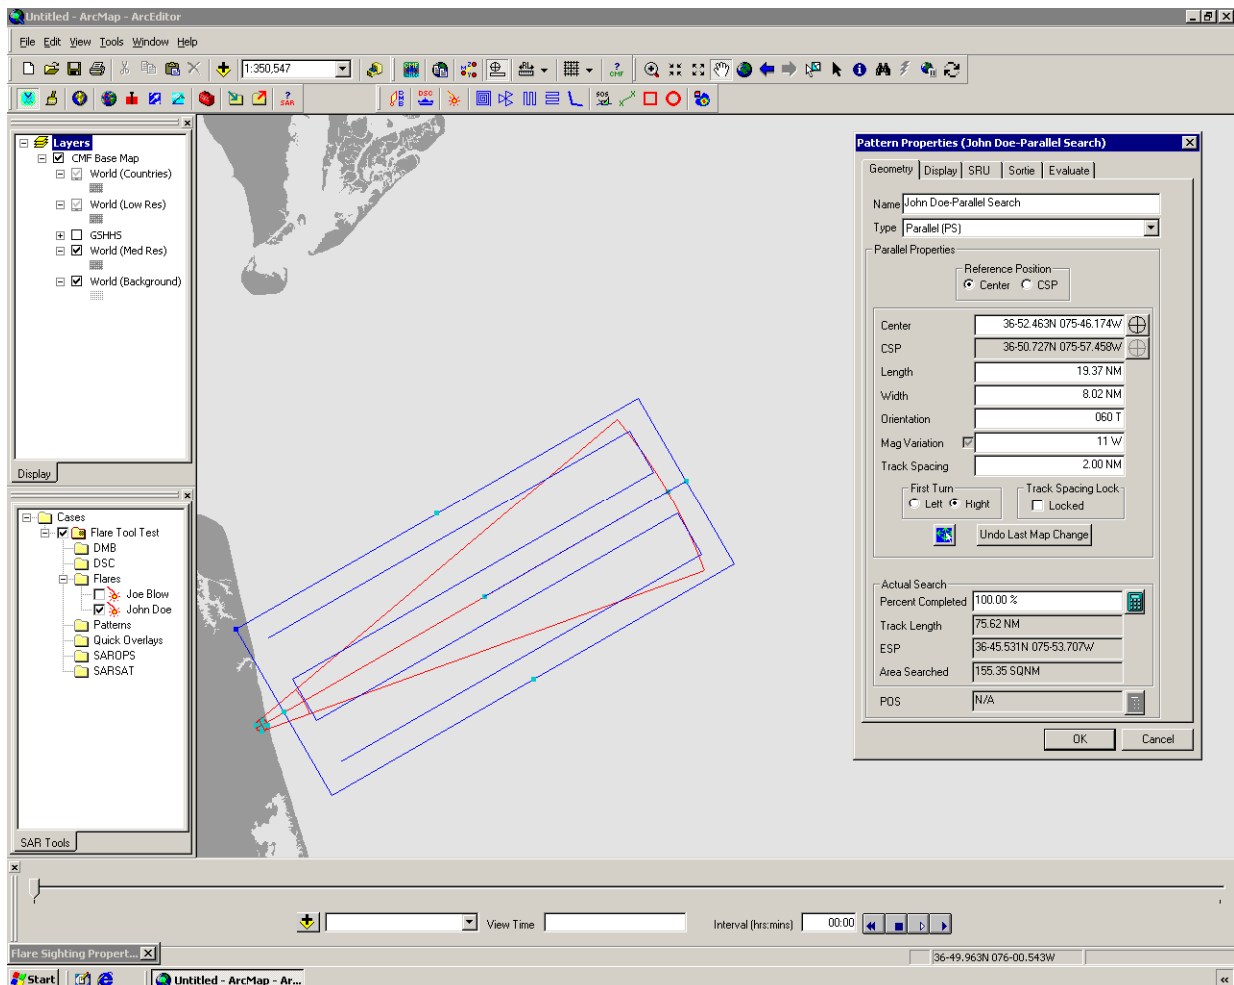 Untitled - ArcMap - ArcEditor
File Edit View Tools Window Help
1:350,547
? CMF
? SAR
DMB
DSC
SOS
Layers
CMF Base Map
World (Countries)
World (Low Res)
GSHHS
World (Med Res)
World (Background)
Display
Cases
Flare Tool Test
DMB
DSC
Flares
Joe Blow
John Doe
Patterns
Quick Overlays
SAROPS
SARSAT
SAR Tools
Pattern Properties (John Doe-Parallel Search)
Geometry Display SRU Sortie Evaluate
Name John Doe-Parallel Search
Type Parallel (PS)
Parallel Properties
Reference Position
Center CSP
Center 36-52.463N 075-46.174W
CSP 36-50.727N 075-57.458W
Length 19.37 NM
Width 8.02 NM
Orientation 060 T
Mag Variation 11 W
Track Spacing 2.00 NM
First Turn Track Spacing Lock
Left Right Locked
Undo Last Map Change
Actual Search
Percent Completed 100.00 %
Track Length 75.62 NM
ESP 36-45.531N 075-53.707W
Area Searched 155.35 SQNM
POS N/A
OK Cancel
View Time Interval (hrs:mins) 00:00
Flare Sighting Propert...
36-49.963N 076-00.543W
Start Untitled - ArcMap - Ar...